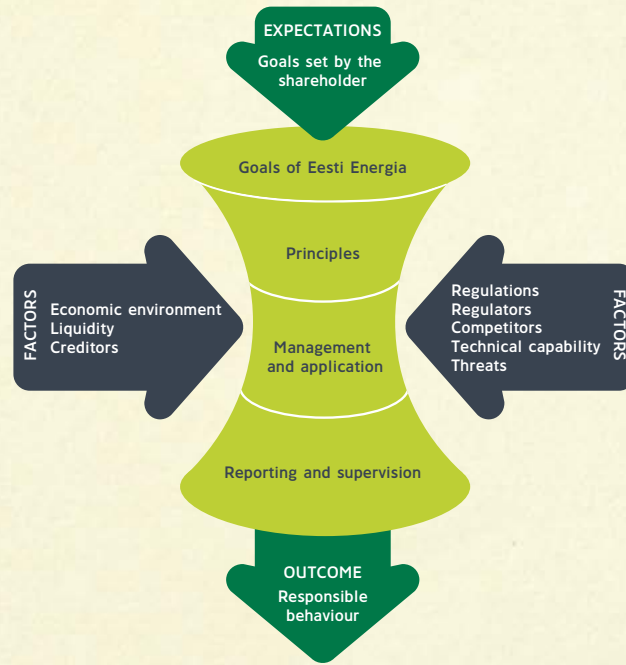 EXPECTATIONS
Goals set by the
shareholder
Goals of Eesti Energia
Principles
FACTORS
Economic environment
Liquidity
Creditors
Management
and application
Regulations
Regulators
Competitors
Technical capability
Threats
FACTORS
Reporting and supervision
OUTCOME
Responsible
behaviour